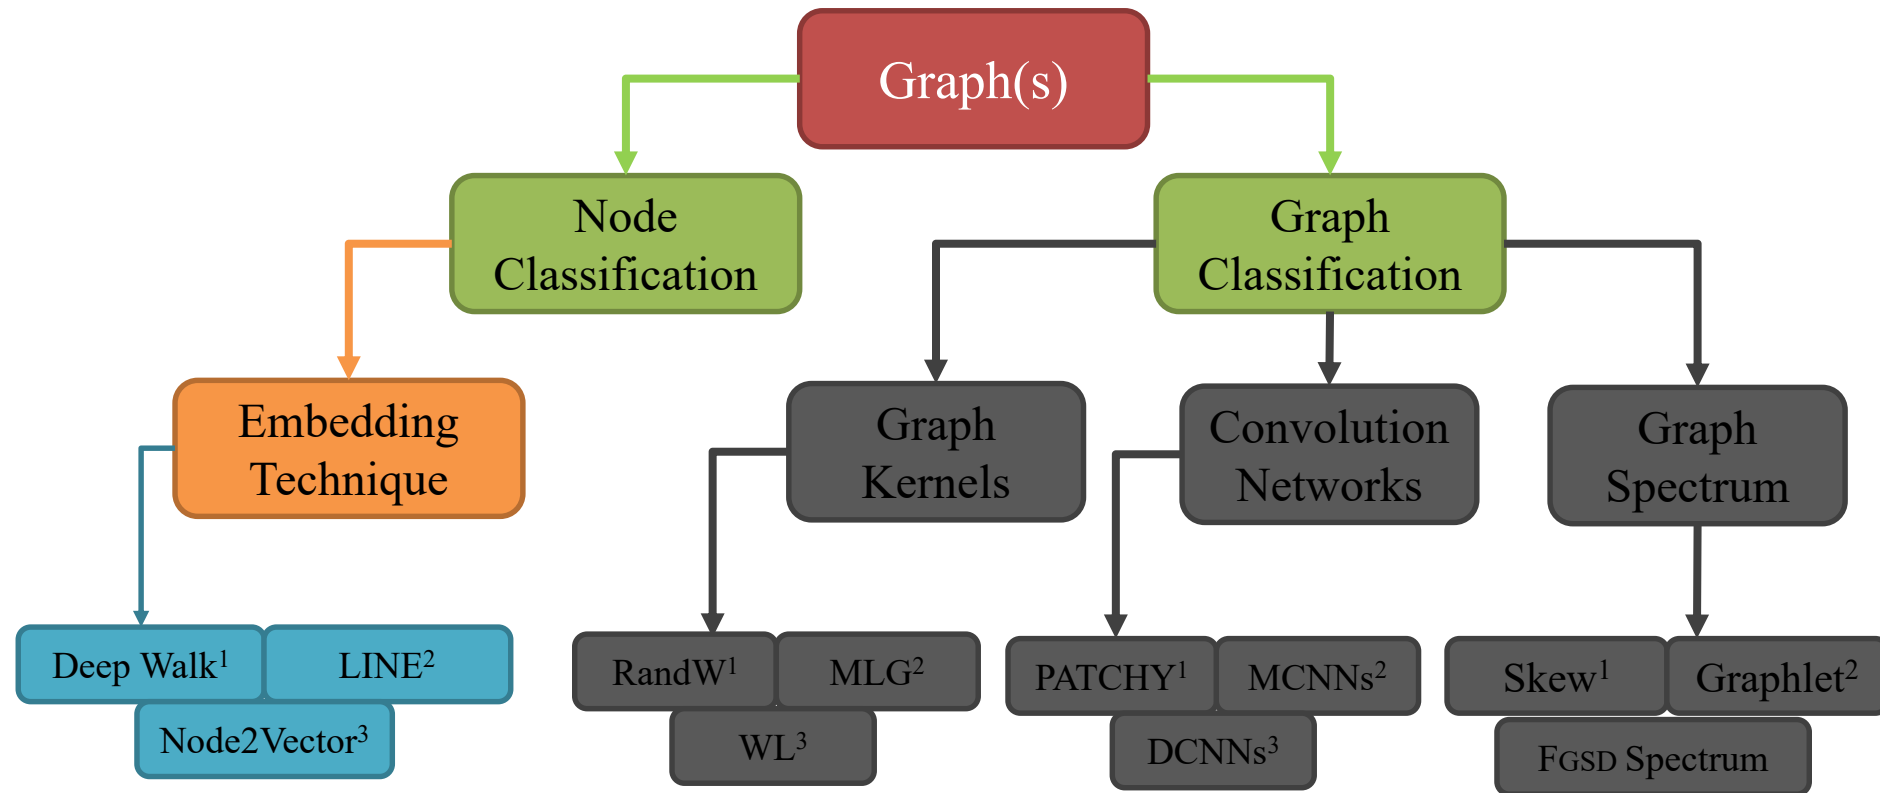 Graph(s)
Node
Classification
Graph
Classification
Embedding
Technique
Graph
Kernels
Convolution
Networks
Graph
Spectrum
Deep Walk¹
LINE²
Node2Vector³
RandW¹
MLG²
WL³
PATCHY¹
MCNNs²
DCNNs³
Skew¹
Graphlet²
FGSD Spectrum